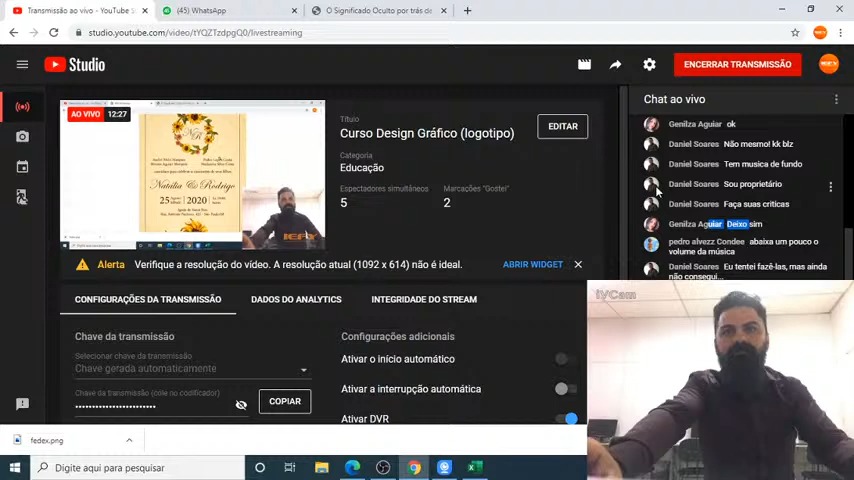 Transmissão ao vivo - YouTube S
(45) WhatsApp
O Significado Oculto por trás de
studio.youtube.com/video/tYQZTzdpgQ0/livestreaming
Studio
ENCERRAR TRANSMISSÃO
AO VIVO 12:27
Natália & Rodrigo
25 AGOSTO 2020
Título
Curso Design Gráfico (logotipo)
EDITAR
Categoria
Educação
Espectadores simultâneos
Marcações "Gostei"
5
2
Alerta Verifique a resolução do vídeo. A resolução atual (1092 x 614) não é ideal.
ABRIR WIDGET
CONFIGURAÇÕES DA TRANSMISSÃO
DADOS DO ANALYTICS
INTEGRIDADE DO STREAM
Chave da transmissão
Selecionar chave da transmissão
Chave gerada automaticamente
Chave da transmissão (cole no codificador)
COPIAR
Configurações adicionais
Ativar o início automático
Ativar a interrupção automática
Ativar DVR
Chat ao vivo
Genilza Aguiar ok
Daniel Soares Não mesmo! kk blz
Daniel Soares Tem musica de fundo
Daniel Soares Sou proprietário
Daniel Soares Faça suas criticas
Genilza Aguiar Deixo sim
pedro alvezz Condee abaixa um pouco o
volume da música
Daniel Soares Eu tentei fazê-las, mas ainda
não consegui...
iVCam
fedex.png
Digite aqui para pesquisar